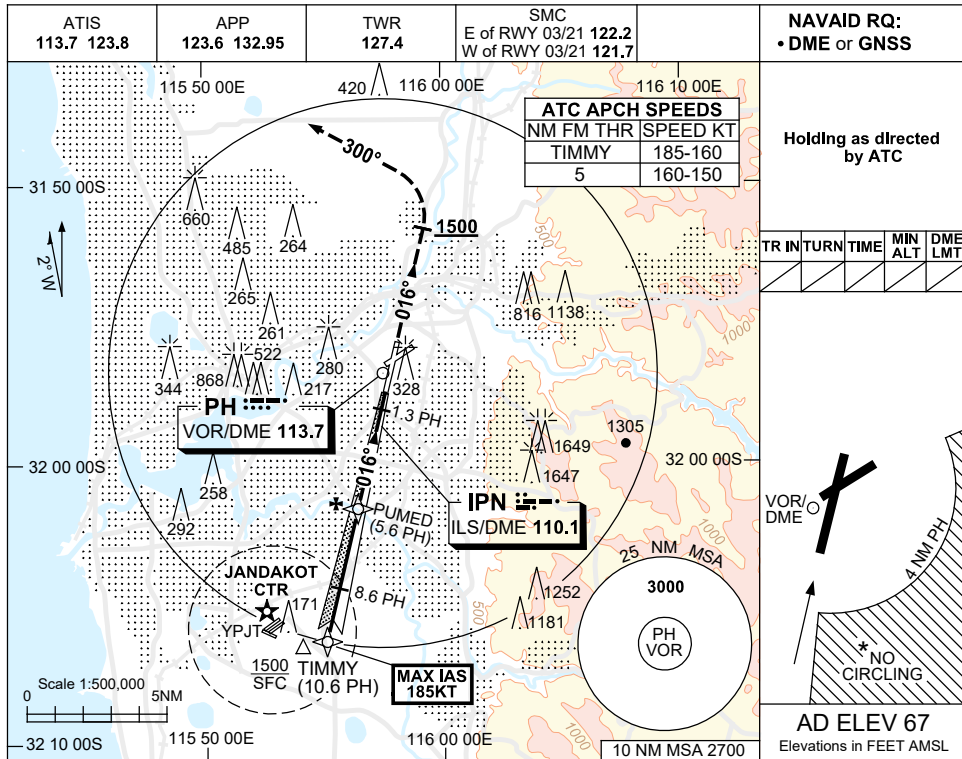 ATIS
113.7 123.8
APP
123.6 132.95
TWR
127.4
SMC
E of RWY 03/21 122.2
W of RWY 03/21 121.7
NAVAID RQ:
• DME or GNSS
115 50 00E
116 00 00E
116 10 00E
420
ATC APCH SPEEDS
NM FM THR SPEED KT
TIMMY 185-160
5 160-150
Holding as directed
by ATC
300°
31 50 00S
660
485
264
1500
500
2° W
TR IN TURN TIME MIN ALT DME LMT
016°
265
261
816
1138
1000
280
344
868
522
217
328
PH
VOR/DME 113.7
1.3 PH
1305
1649
1647
016°
32 00 00S
32 00 00S
258
292
IPN
ILS/DME 110.1
PUMED
(5.6 PH)
1000
VOR/
DME
25 NM MSA
4 NM PH
JANDAKOT
CTR
171
8.6 PH
500
1252
1181
3000
YPJT
PH
VOR
1500
SFC
TIMMY
(10.6 PH)
MAX IAS
185KT
1000
* NO
CIRCLING
Scale 1:500,000
0 5NM
AD ELEV 67
Elevations in FEET AMSL
32 10 00S
115 50 00E
116 00 00E
10 NM MSA 2700